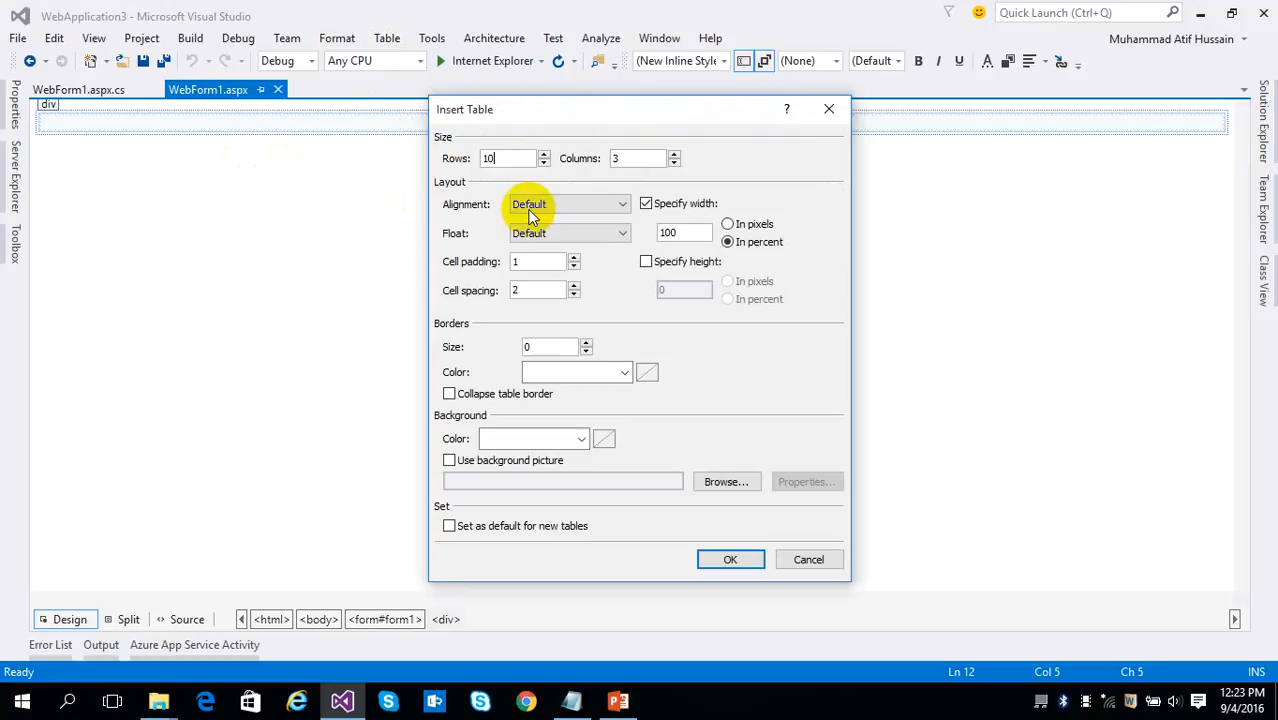 WebApplication3 - Microsoft Visual Studio
Quick Launch (Ctrl+Q)
File Edit View Project Build Debug Team Format Table Tools Architecture Test Analyze Window Help
Muhammad Atif Hussain
Debug Any CPU Internet Explorer (New Inline Style (None) (Default B I U A
WebForm1.aspx.cs WebForm1.aspx
div
Properties
Server Explorer
Toolbox
Solution Explorer
Team Explorer
Class View
Insert Table ?
Size
Rows: 10 Columns: 3
Layout
Alignment: Default Specify width:
In pixels
Float: Default 100
In percent
Cell padding: 1 Specify height:
In pixels
Cell spacing: 2 0
In percent
Borders
Size: 0
Color:
Collapse table border
Background
Color:
Use background picture
Browse... Properties...
Set
Set as default for new tables
OK Cancel
Design Split Source <html> <body> <form#form1> <div>
Error List Output Azure App Service Activity
Ready Ln 12 Col 5 Ch 5 INS
12:23 PM
9/4/2016